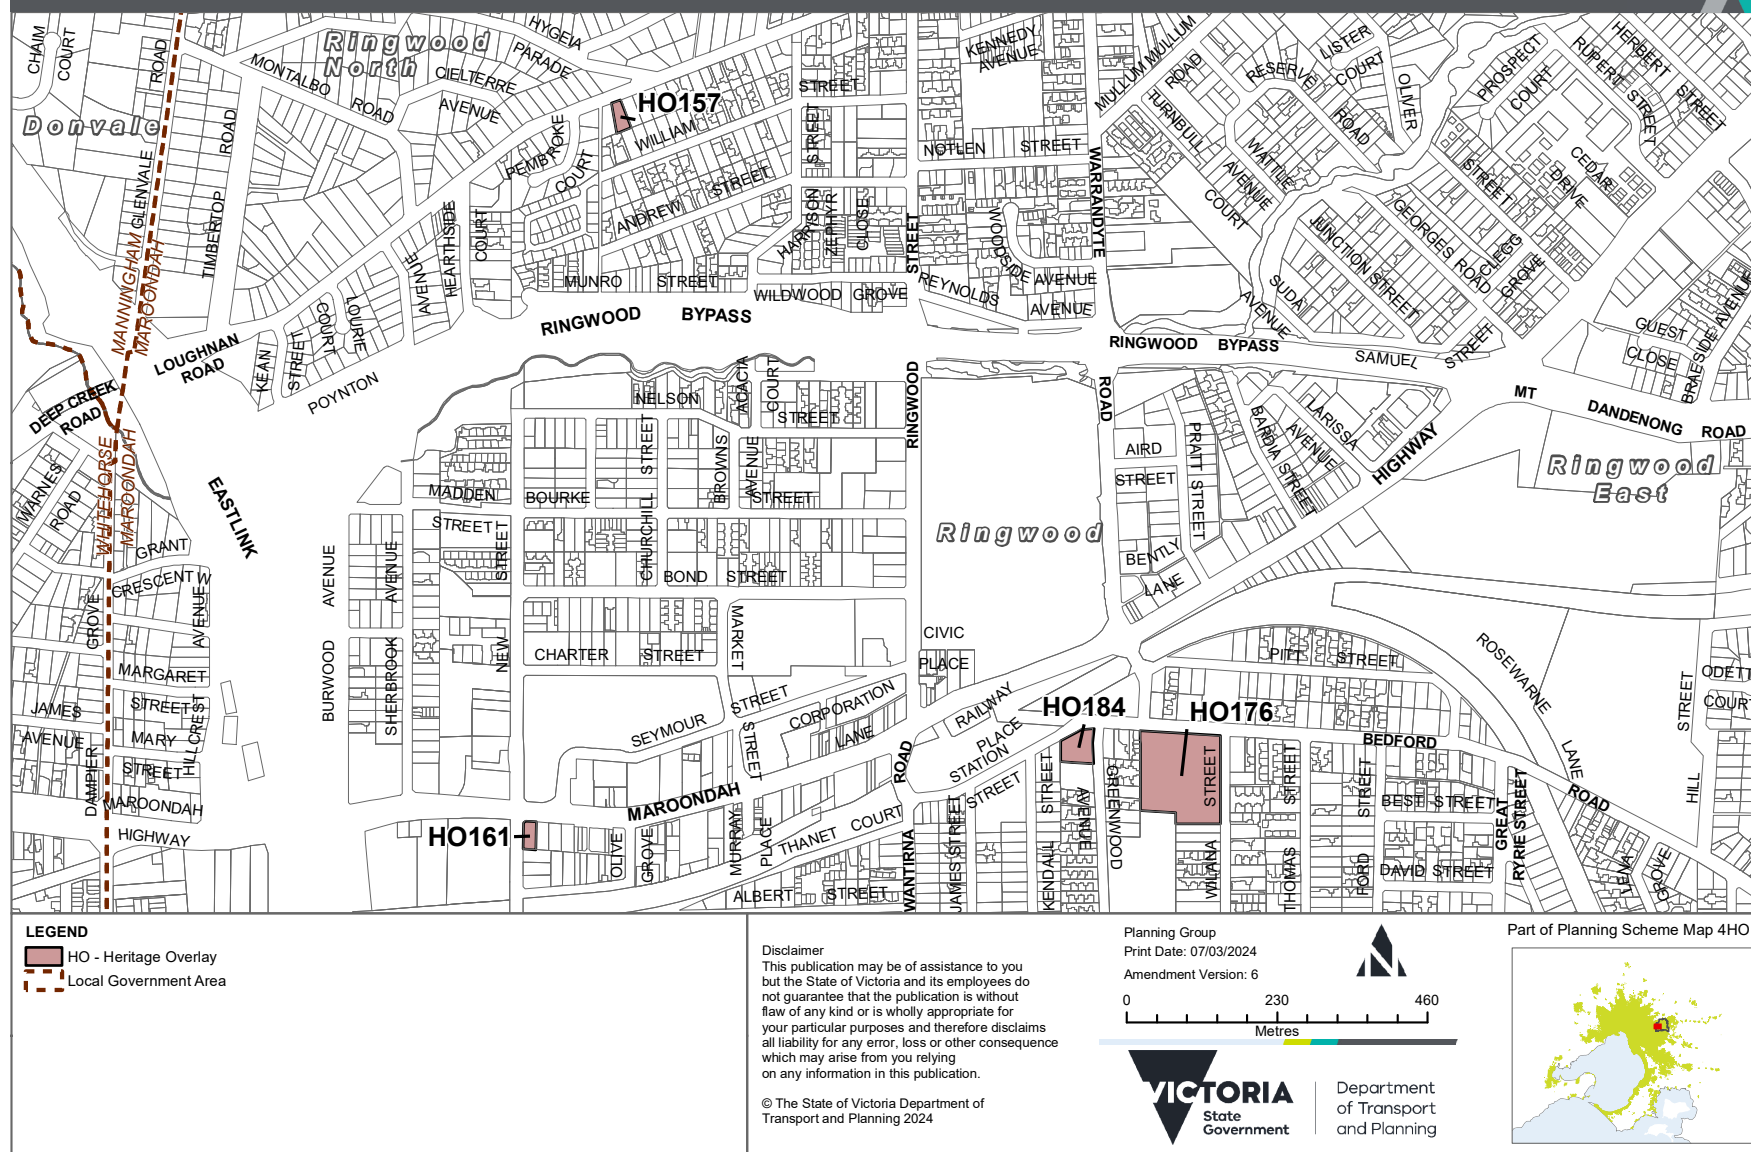 CHAIM
COURT
ROAD
Ringwood
North
HYGEIA
PARADE
MONTALBO
ROAD
CIELTERRE
AVENUE
Donvale
ROAD
HO157
WILLIAM
STREET
KENNEDY
AVENUE
MULLUM MULLUM
ROAD
LISTER
COURT
RESERVE
ROAD
OLIVER
PROSPECT
COURT
RUPERT
STREET
HERBERT
STREET
PEMBROKE
COURT
STREET
NOTLEN
STREET
TURNBULL
COURT
WATTLE
AVENUE
STREET
CEDAR
DRIVE
ANDREW
STREET
HARRISON
ZEPHYR
CLOSE
STREET
WARRANDYTE
WOODSIDE AVENUE
GLENVALE
TIMBERTOP
HEARTHSIDE
COURT
AVENUE
JUNCTION STREET
GEORGES ROAD
CLEGG
GROVE
MANNINGHAM
MAROONDAH
MUNRO
STREET
WILDWOOD
GROVE
REYNOLDS
AVENUE
SUDA
AVENUE
LOURIE
COURT
RINGWOOD
BYPASS
RINGWOOD
BYPASS
SAMUEL
STREET
GUEST
CLOSE
BRAESIDE AVENUE
LOUGHNAN
ROAD
KEAN
STREET
POYNTON
DEEP CREEK
ROAD
NELSON
ACACIA
COURT
STREET
RINGWOOD
ROAD
MT
DANDENONG
ROAD
BARDIA STREET
LARISSA
AVENUE
HIGHWAY
Ringwood
East
WHITEHORSE
MAROONDAH
WARNES
ROAD
EASTLINK
STREET
BROWNS
AVENUE
AIRD
STREET
PRATT STREET
MADDEN
STREET
BOURKE
STREET
CHURCHILL
Ringwood
BENTLY
LANE
GRANT
CRESCENT W
BURWOOD
AVENUE
AVENUE
SHERBROOK
NEW
STREET
BOND
STREET
GROVE
AVENUE
MARGARET
STREET
CHARTER
STREET
MARKET
STREET
CIVIC
PLACE
PITT
STREET
ROSEWARNE
LANE
ODETT
COURT
STREET
HILL
JAMES
AVENUE
MARY
STREET
HILLCREST
DAMPIER
SEYMOUR
STREET
CORPORATION
LANE
RAILWAY
PLACE
HO184
HO176
BEDFORD
ROAD
STATION
STREET
ROAD
MAROONDAH
HIGHWAY
MAROONDAH
HO161
OLIVE
GROVE
MURRAY
PLACE
THANET
COURT
ALBERT
STREET
WANTIRNA
JAMES STREET
KENDALL
STREET
AVENUE
GREENWOOD
STREET
WILANA
THOMAS
STREET
FORD
STREET
BEST
STREET
DAVID STREET
GREAT
RYRIE STREET
LENA
GROVE
LEGEND
HO - Heritage Overlay
Local Government Area
Disclaimer
This publication may be of assistance to you
but the State of Victoria and its employees do
not guarantee that the publication is without
flaw of any kind or is wholly appropriate for
your particular purposes and therefore disclaims
all liability for any error, loss or other consequence
which may arise from you relying
on any information in this publication.
© The State of Victoria Department of
Transport and Planning 2024
Planning Group
Print Date: 07/03/2024
Amendment Version: 6
0 230 460
Metres
VICTORIA
State
Government
Department
of Transport
and Planning
Part of Planning Scheme Map 4HO